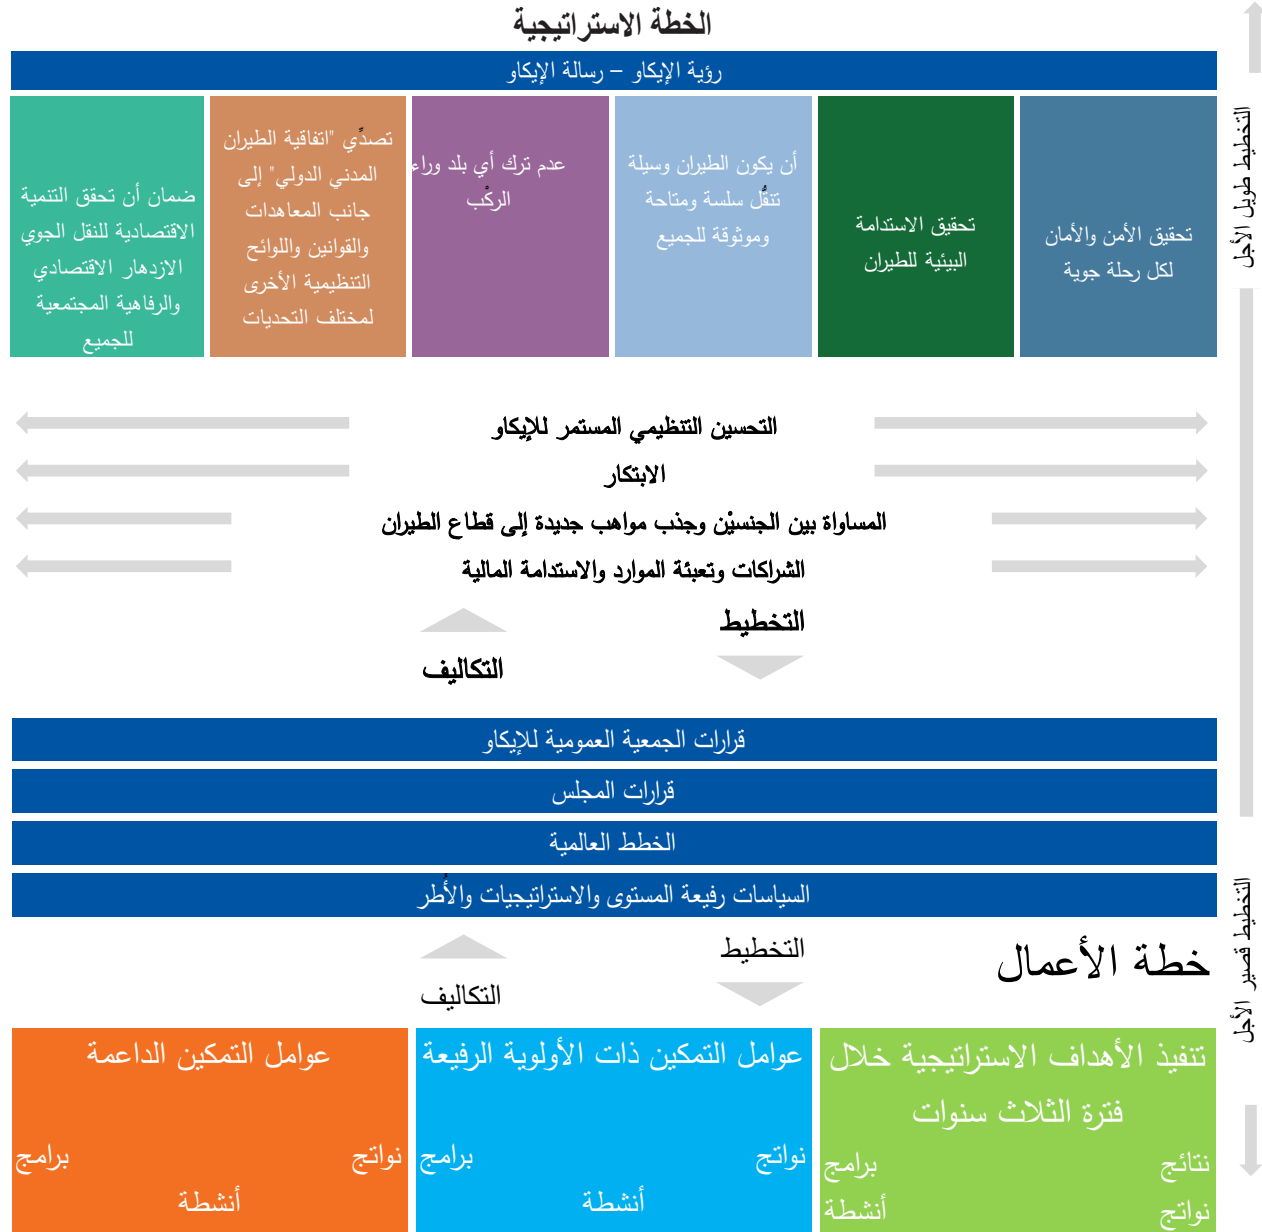 الخطة الاستراتيجية
رؤية الإيكاو – رسالة الإيكاو
تحقيق الأمن والأمان
لكل رحلة جوية
تحقيق الاستدامة
البيئية للطيران
أن يكون الطيران وسيلة
تنقُّل سلسة ومتاحة
وموثوقة للجميع
عدم ترك أي بلد وراء
الركْب
تصدِّي "اتفاقية الطيران
المدني الدولي" إلى
جانب المعاهدات
والقوانين واللوائح
التنظيمية الأخرى
لمختلف التحديات
ضمان أن تحقق التنمية
الاقتصادية للنقل الجوي
الازدهار الاقتصادي
والرفاهية المجتمعية
للجميع
التخطيط طويل الأجل
التحسين التنظيمي المستمر للإيكاو
الابتكار
المساواة بين الجنسيْن وجذب مواهب جديدة إلى قطاع الطيران
الشراكات وتعبئة الموارد والاستدامة المالية
التخطيط
التكاليف
قرارات الجمعية العمومية للإيكاو
قرارات المجلس
الخطط العالمية
السياسات رفيعة المستوى والاستراتيجيات والأُطر
التخطيط قصير الأجل
خطة الأعمال
التخطيط
التكاليف
تنفيذ الأهداف الاستراتيجية خلال
فترة الثلاث سنوات
نتائج برامج
نواتج أنشطة
عوامل التمكين ذات الأولوية الرفيعة
نواتج برامج
أنشطة
عوامل التمكين الداعمة
نواتج برامج
أنشطة